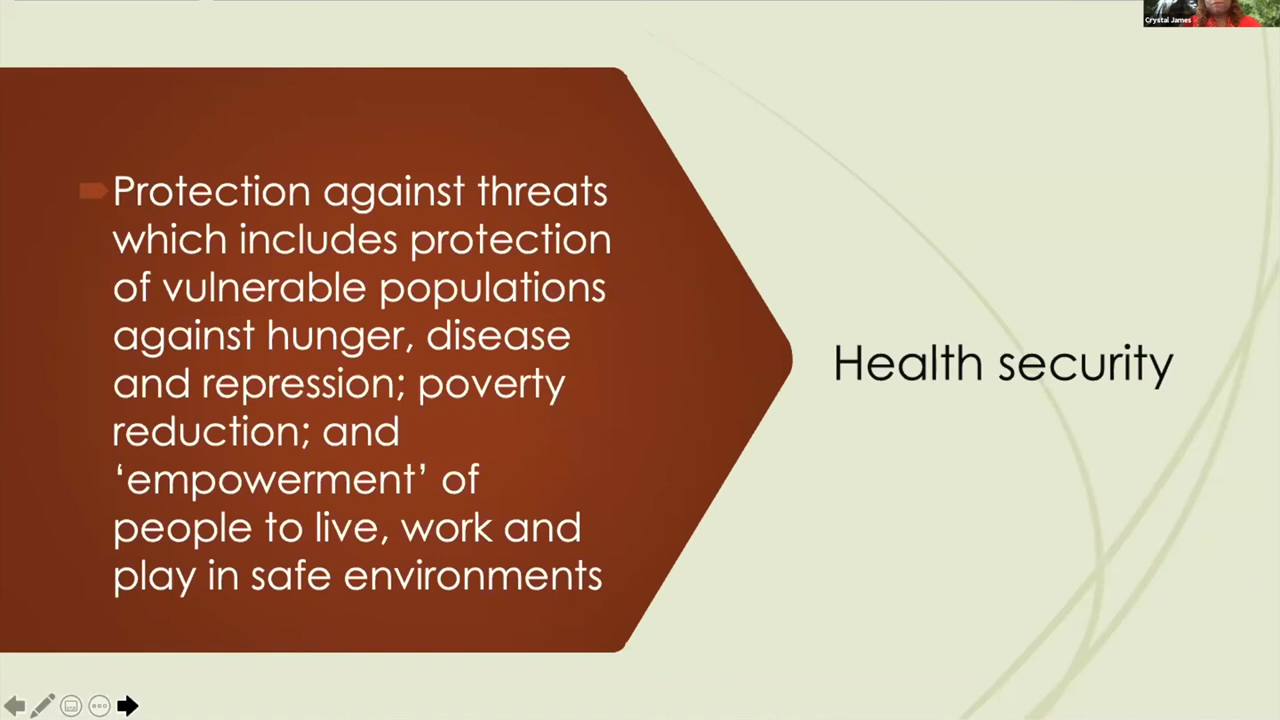 Crystal James
Protection against threats
which includes protection
of vulnerable populations
against hunger, disease
and repression; poverty
reduction; and
‘empowerment’ of
people to live, work and
play in safe environments
Health security